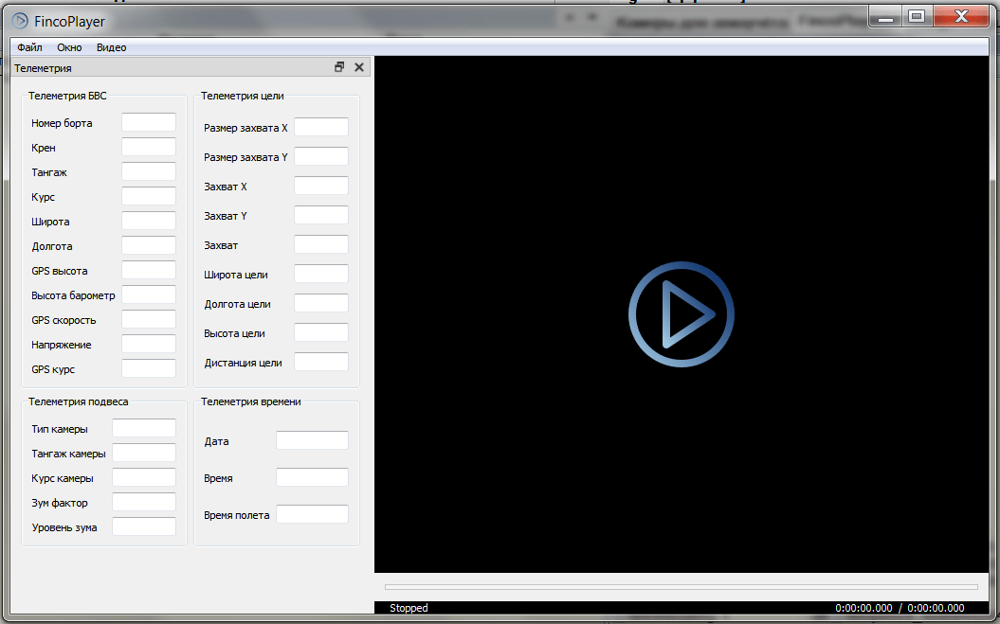 FincoPlayer
Файл Окно Видео
Телеметрия
Телеметрия БВС
Номер борта
Крен
Тангаж
Курс
Широта
Долгота
GPS высота
Высота барометр
GPS скорость
Напряжение
GPS курс
Телеметрия цели
Размер захвата X
Размер захвата Y
Захват X
Захват Y
Захват
Широта цели
Долгота цели
Высота цели
Дистанция цели
Телеметрия подвеса
Тип камеры
Тангаж камеры
Курс камеры
Зум фактор
Уровень зума
Телеметрия времени
Дата
Время
Время полета
Stopped 0:00:00.000 / 0:00:00.000